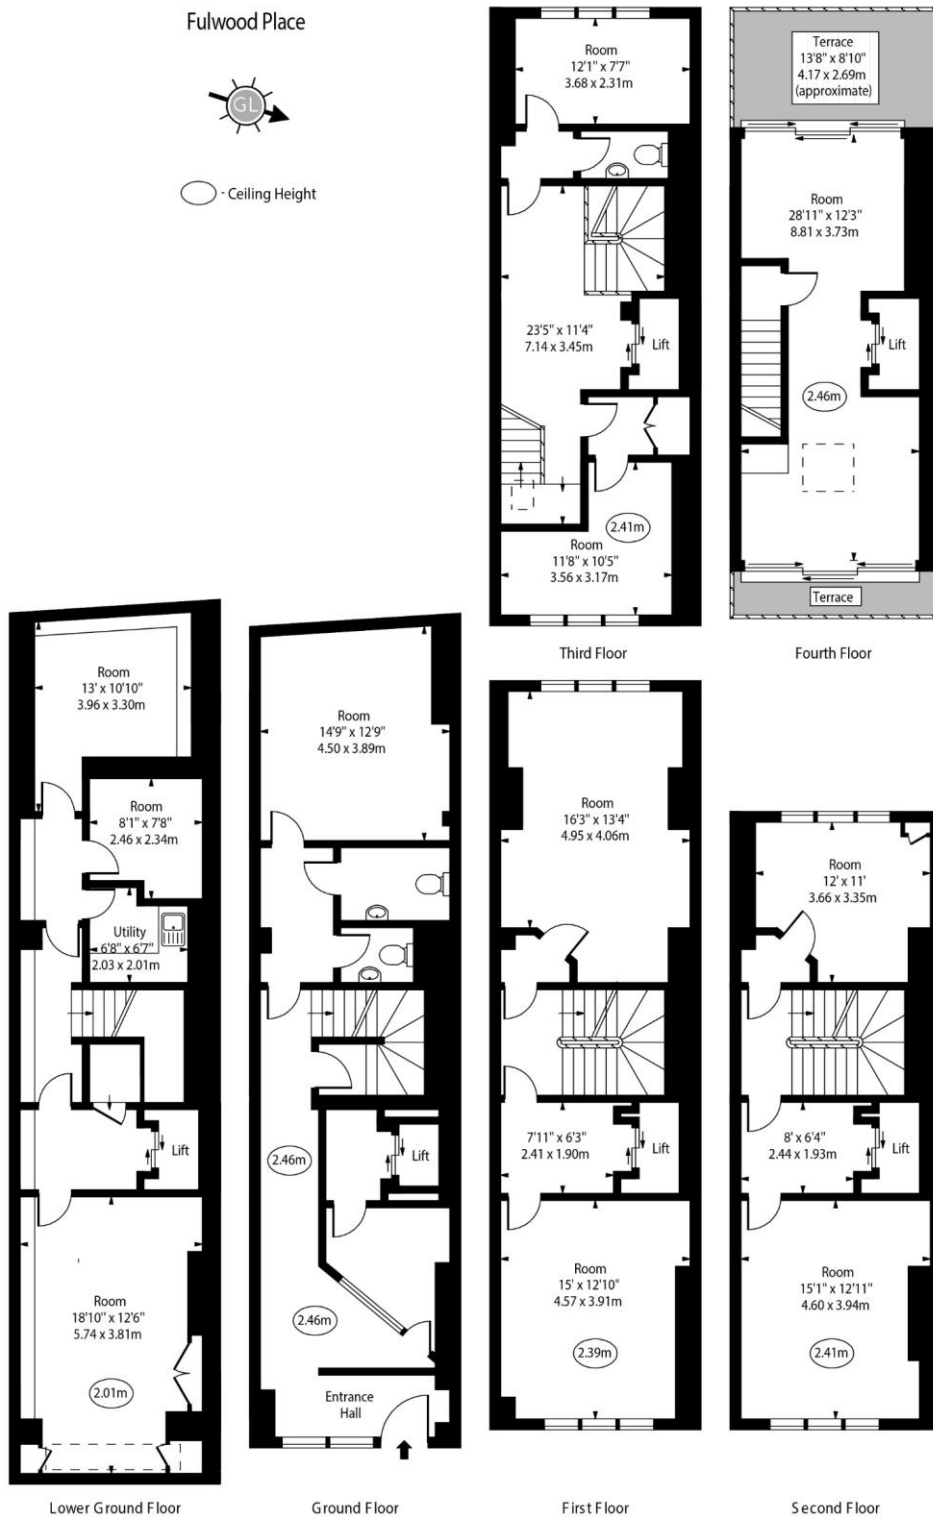 Fulwood Place
GL
- Ceiling Height
Room
12'1" x 7'7"
3.68 x 2.31m
23'5" x 11'4"
7.14 x 3.45m
Lift
2.41m
Room
11'8" x 10'5"
3.56 x 3.17m
Third Floor
Terrace
13'8" x 8'10"
4.17 x 2.69m
(approximate)
Room
28'11" x 12'3"
8.81 x 3.73m
Lift
2.46m
Terrace
Fourth Floor
Room
13' x 10'10"
3.96 x 3.30m
Room
8'1" x 7'8"
2.46 x 2.34m
Utility
6'8" x 6'7"
2.03 x 2.01m
Lift
Room
18'10" x 12'6"
5.74 x 3.81m
2.01m
Lower Ground Floor
Room
14'9" x 12'9"
4.50 x 3.89m
2.46m
Lift
2.46m
Entrance
Hall
Ground Floor
Room
16'3" x 13'4"
4.95 x 4.06m
7'11" x 6'3"
2.41 x 1.90m
Lift
Room
15' x 12'10"
4.57 x 3.91m
2.39m
First Floor
Room
12' x 11'
3.66 x 3.35m
8' x 6'4"
2.44 x 1.93m
Lift
Room
15'1" x 12'11"
4.60 x 3.94m
2.41m
Second Floor